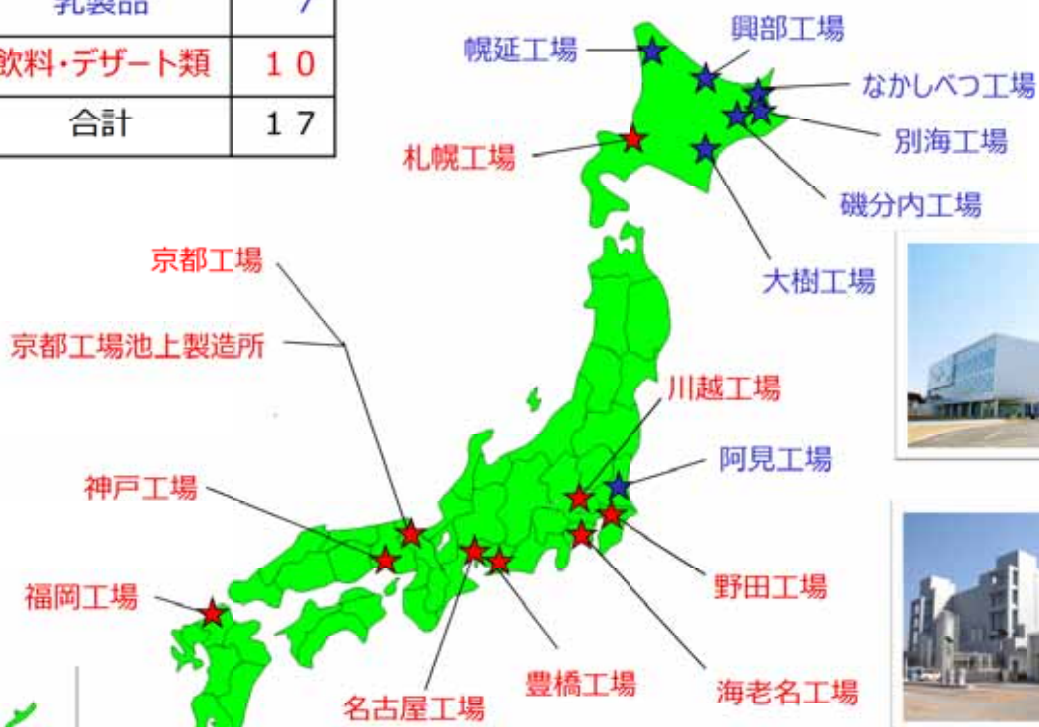 乳製品 7
飲料・デザート類 10
合計 17
幌延工場
興部工場
なかしべつ工場
別海工場
札幌工場
磯分内工場
大樹工場
京都工場
京都工場池上製造所
川越工場
阿見工場
神戸工場
野田工場
福岡工場
豊橋工場
海老名工場
名古屋工場